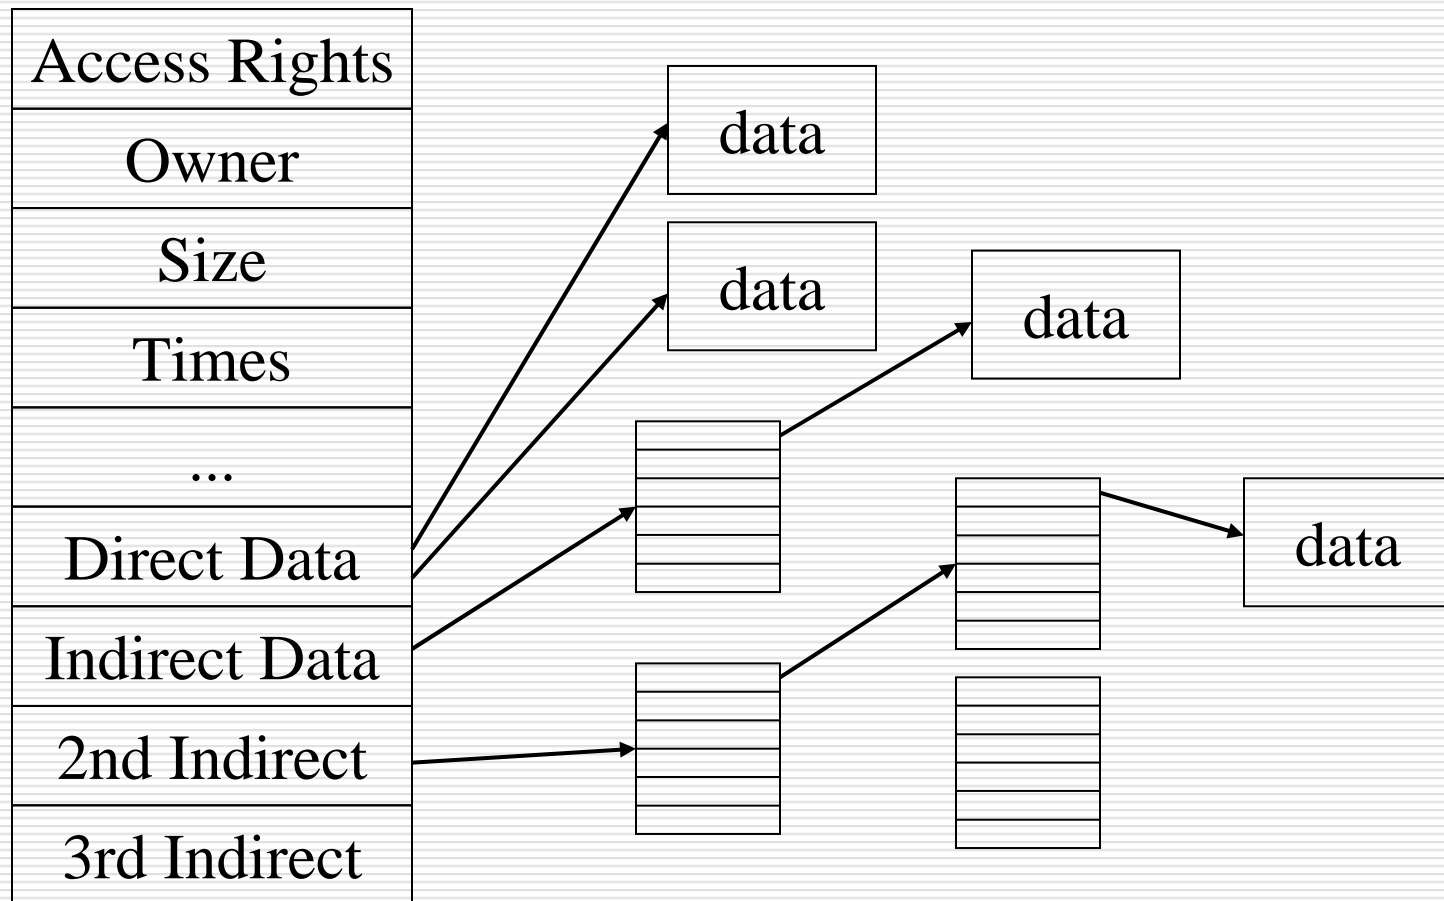 Access Rights
Owner
Size
Times
...
Direct Data
Indirect Data
2nd Indirect
3rd Indirect
data
data
data
data